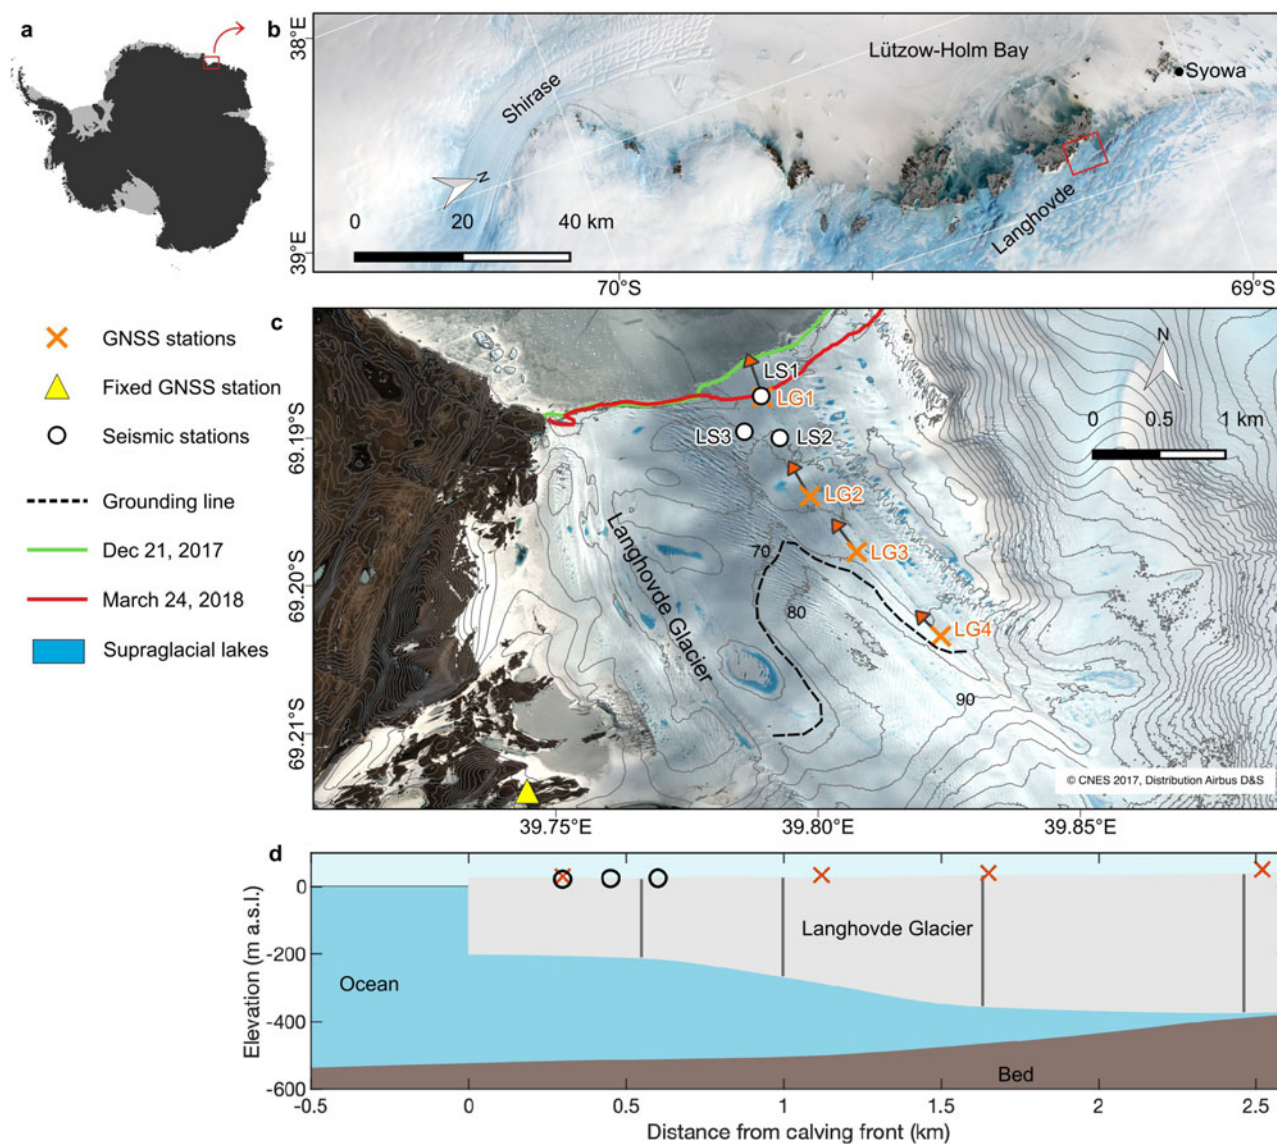 a
b
38°E
39°E
Lützow-Holm Bay
Syowa
Shirase
N
Langhovde
0 20 40 km
70°S 69°S
GNSS stations
Fixed GNSS station
Seismic stations
Grounding line
Dec 21, 2017
March 24, 2018
Supraglacial lakes
c
N
0 0.5 1 km
LS1
LG1
LS3 LS2
LG2
LG3
LG4
70
80
90
Langhovde Glacier
69.19°S
69.20°S
69.21°S
© CNES 2017, Distribution Airbus D&S
39.75°E 39.80°E 39.85°E
d
Elevation (m a.s.l.)
0
-200
-400
-600
Langhovde Glacier
Ocean
Bed
-0.5 0 0.5 1 1.5 2 2.5
Distance from calving front (km)